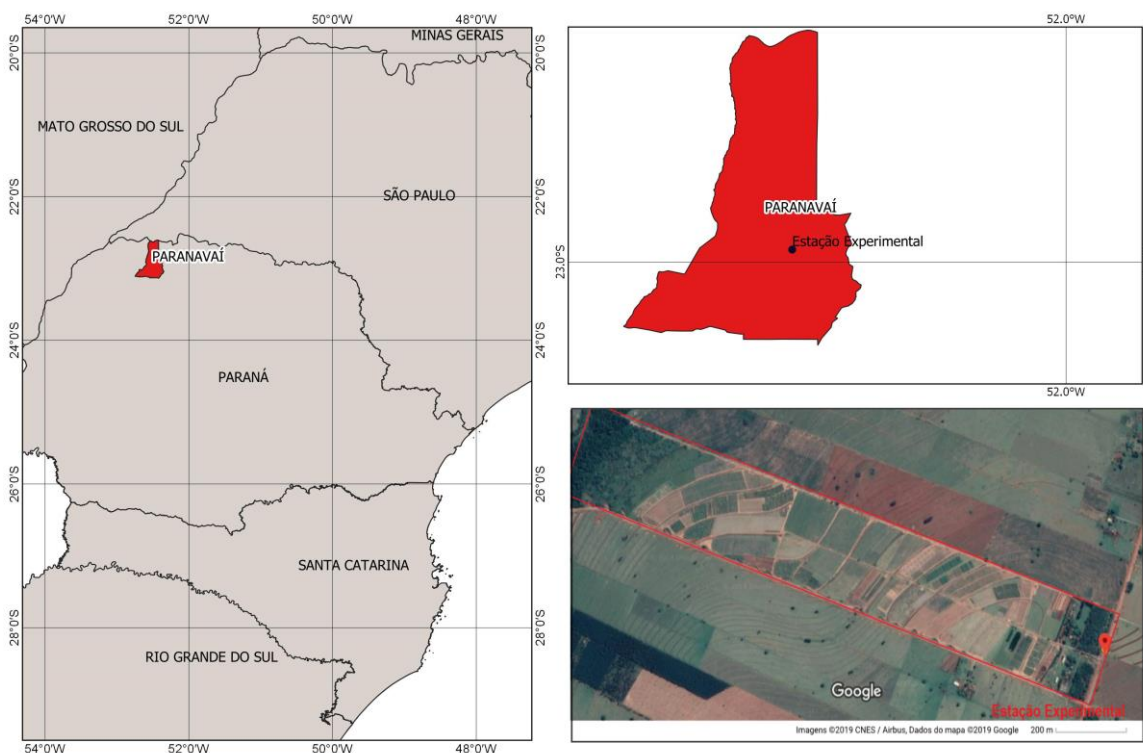 54°0'W 52°0'W 50°0'W 48°0'W
20°0'S
22°0'S
24°0'S
26°0'S
28°0'S
MINAS GERAIS
MATO GROSSO DO SUL
SÃO PAULO
PARANAVAÍ
PARANÁ
SANTA CATARINA
RIO GRANDE DO SUL
20°0'S
22°0'S
24°0'S
26°0'S
28°0'S
54°0'W 52°0'W 50°0'W 48°0'W
52.0°W
PARANAVAÍ
Estação Experimental
23.0°S
23.0°S
52.0°W
Google
Estação Experimental
Imagens ©2019 CNES / Airbus, Dados do mapa ©2019 Google 200 m